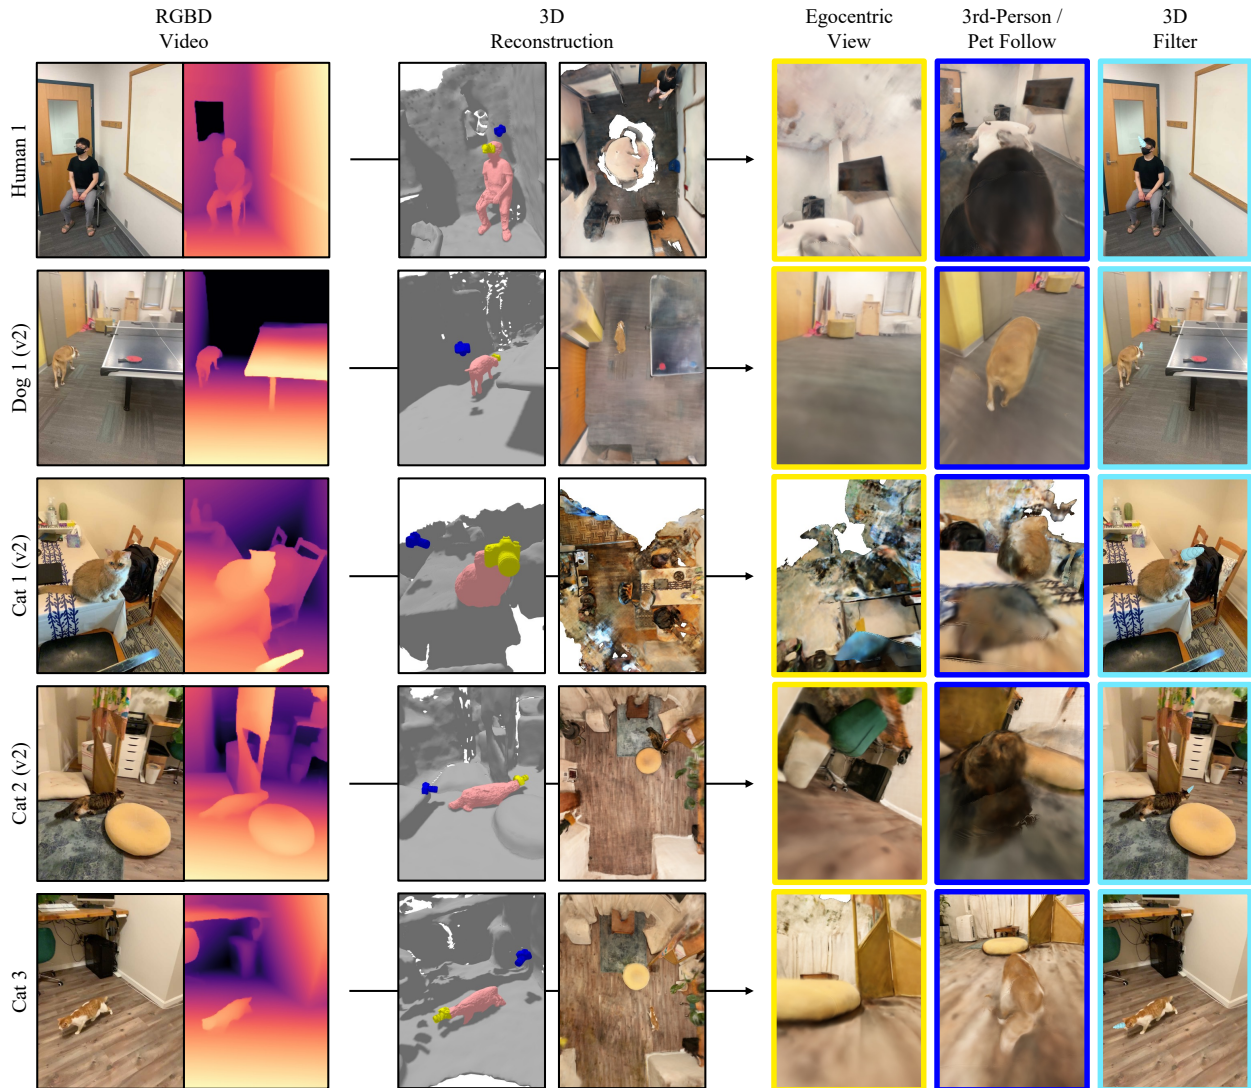 RGBD
Video
3D
Reconstruction
Egocentric
View
3rd-Person /
Pet Follow
3D
Filter
Human 1
Dog 1 (v2)
Cat 1 (v2)
Cat 2 (v2)
Cat 3